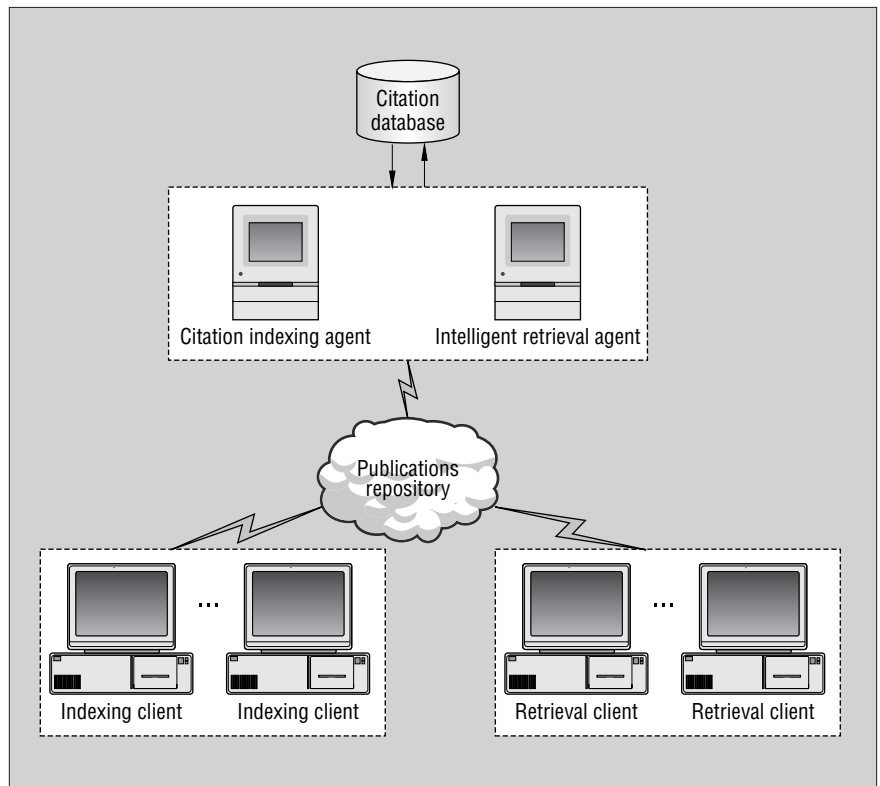 Citation
database
Citation indexing agent
Intelligent retrieval agent
Publications
repository
...
...
Indexing client
Indexing client
Retrieval client
Retrieval client